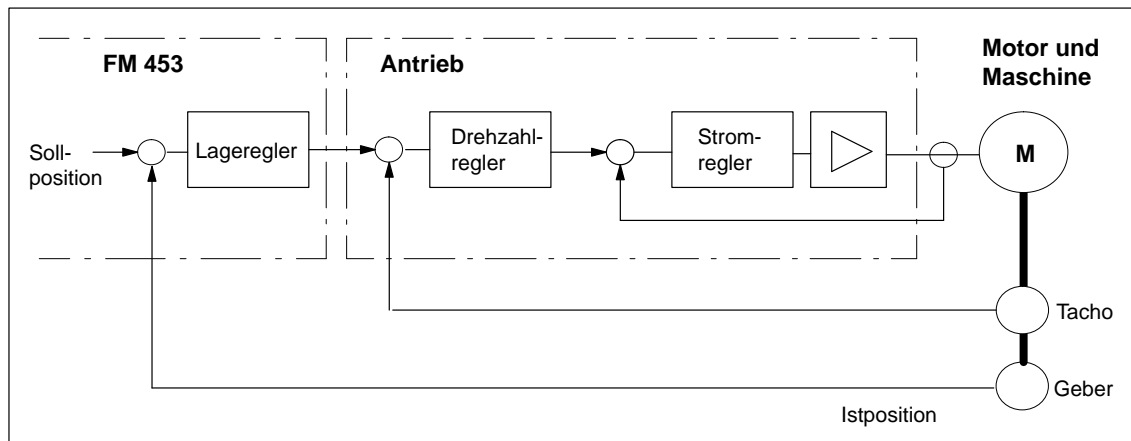 FM 453
Antrieb
Motor und
Maschine
Soll-
position
Lageregler
Drehzahl-
regler
Strom-
regler
M
Tacho
Geber
Istposition